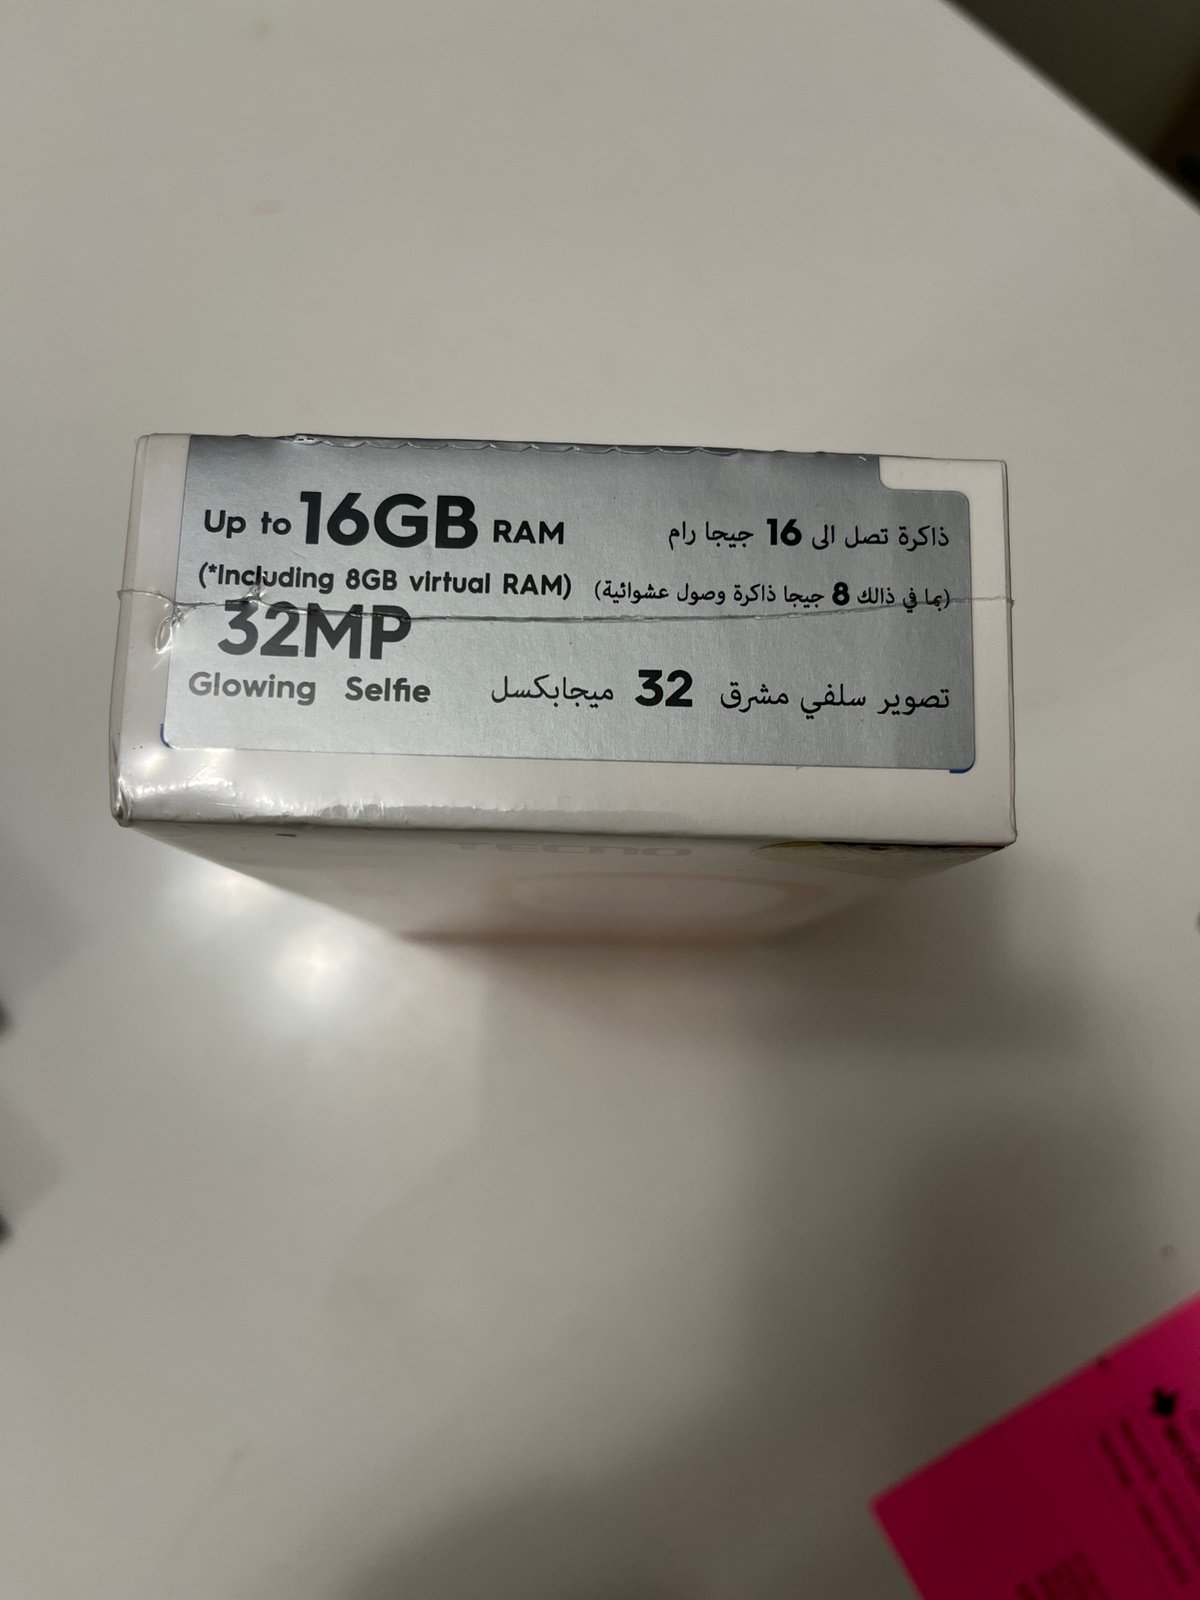 Up to 16GB RAM
ذاكرة تصل الى 16 جيجا رام
(*Including 8GB virtual RAM)
(بما في ذالك 8 جيجا ذاكرة وصول عشوائية)
32MP
Glowing Selfie
تصوير سلفي مشرق 32 ميجابكسل
TECNO